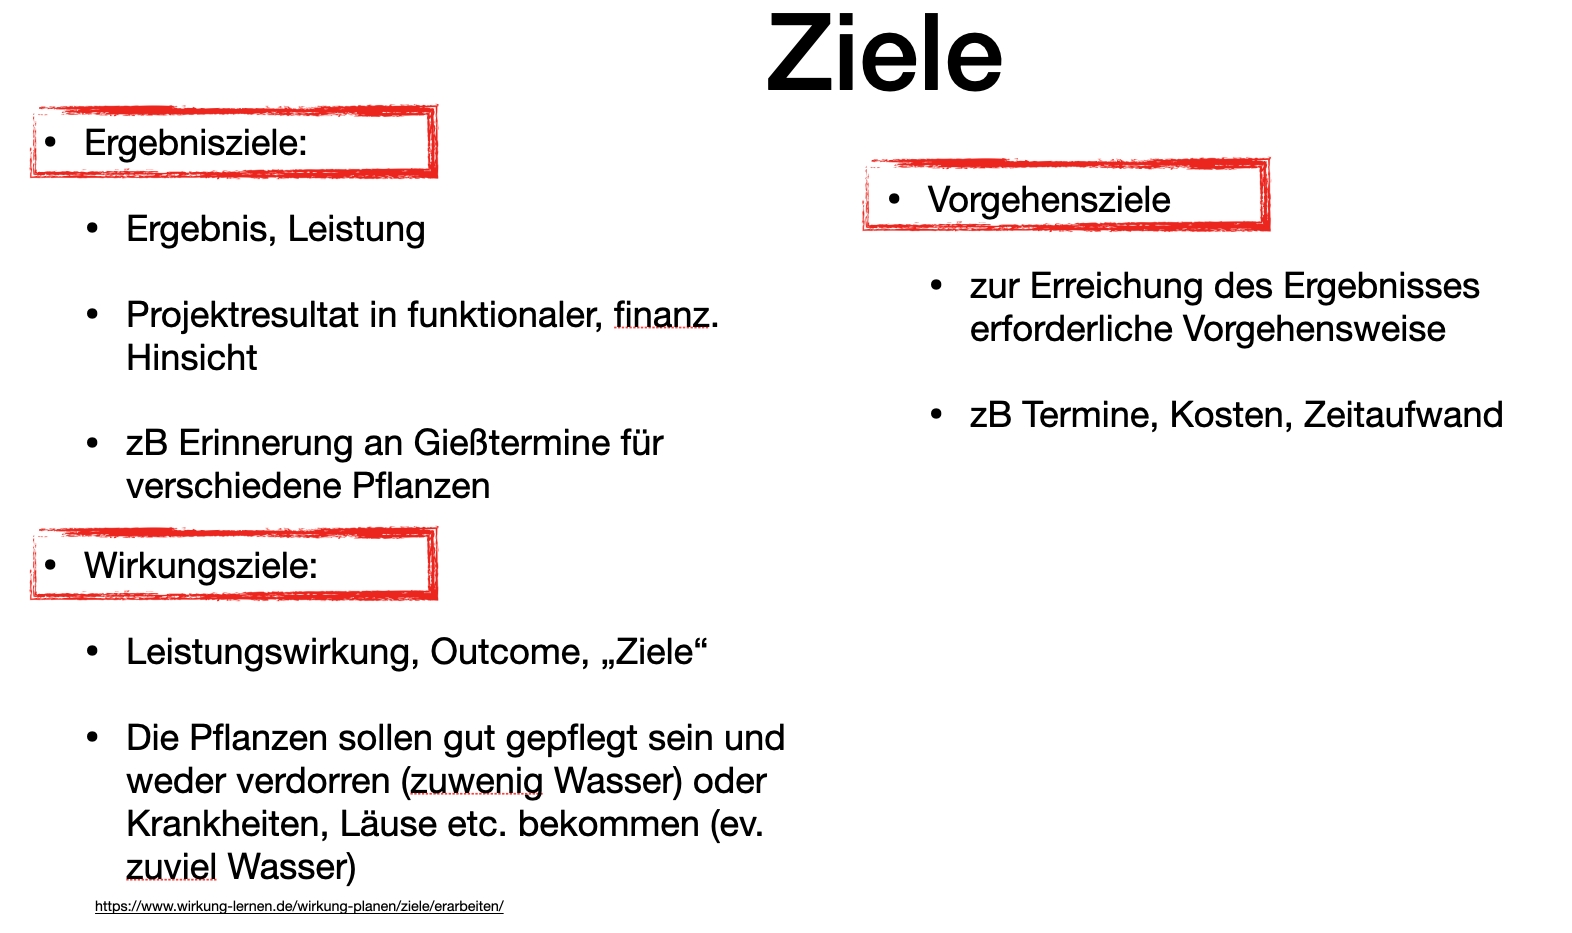 Ziele
• Ergebnisziele:
• Ergebnis, Leistung
• Projektresultat in funktionaler, finanz.
Hinsicht
• zB Erinnerung an Gießtermine für
verschiedene Pflanzen
• Wirkungsziele:
• Leistungswirkung, Outcome, „Ziele“
• Die Pflanzen sollen gut gepflegt sein und
weder verdorren (zuwenig Wasser) oder
Krankheiten, Läuse etc. bekommen (ev.
zuviel Wasser)
https://www.wirkung-lernen.de/wirkung-planen/ziele/erarbeiten/
• Vorgehensziele
• zur Erreichung des Ergebnisses
erforderliche Vorgehensweise
• zB Termine, Kosten, Zeitaufwand